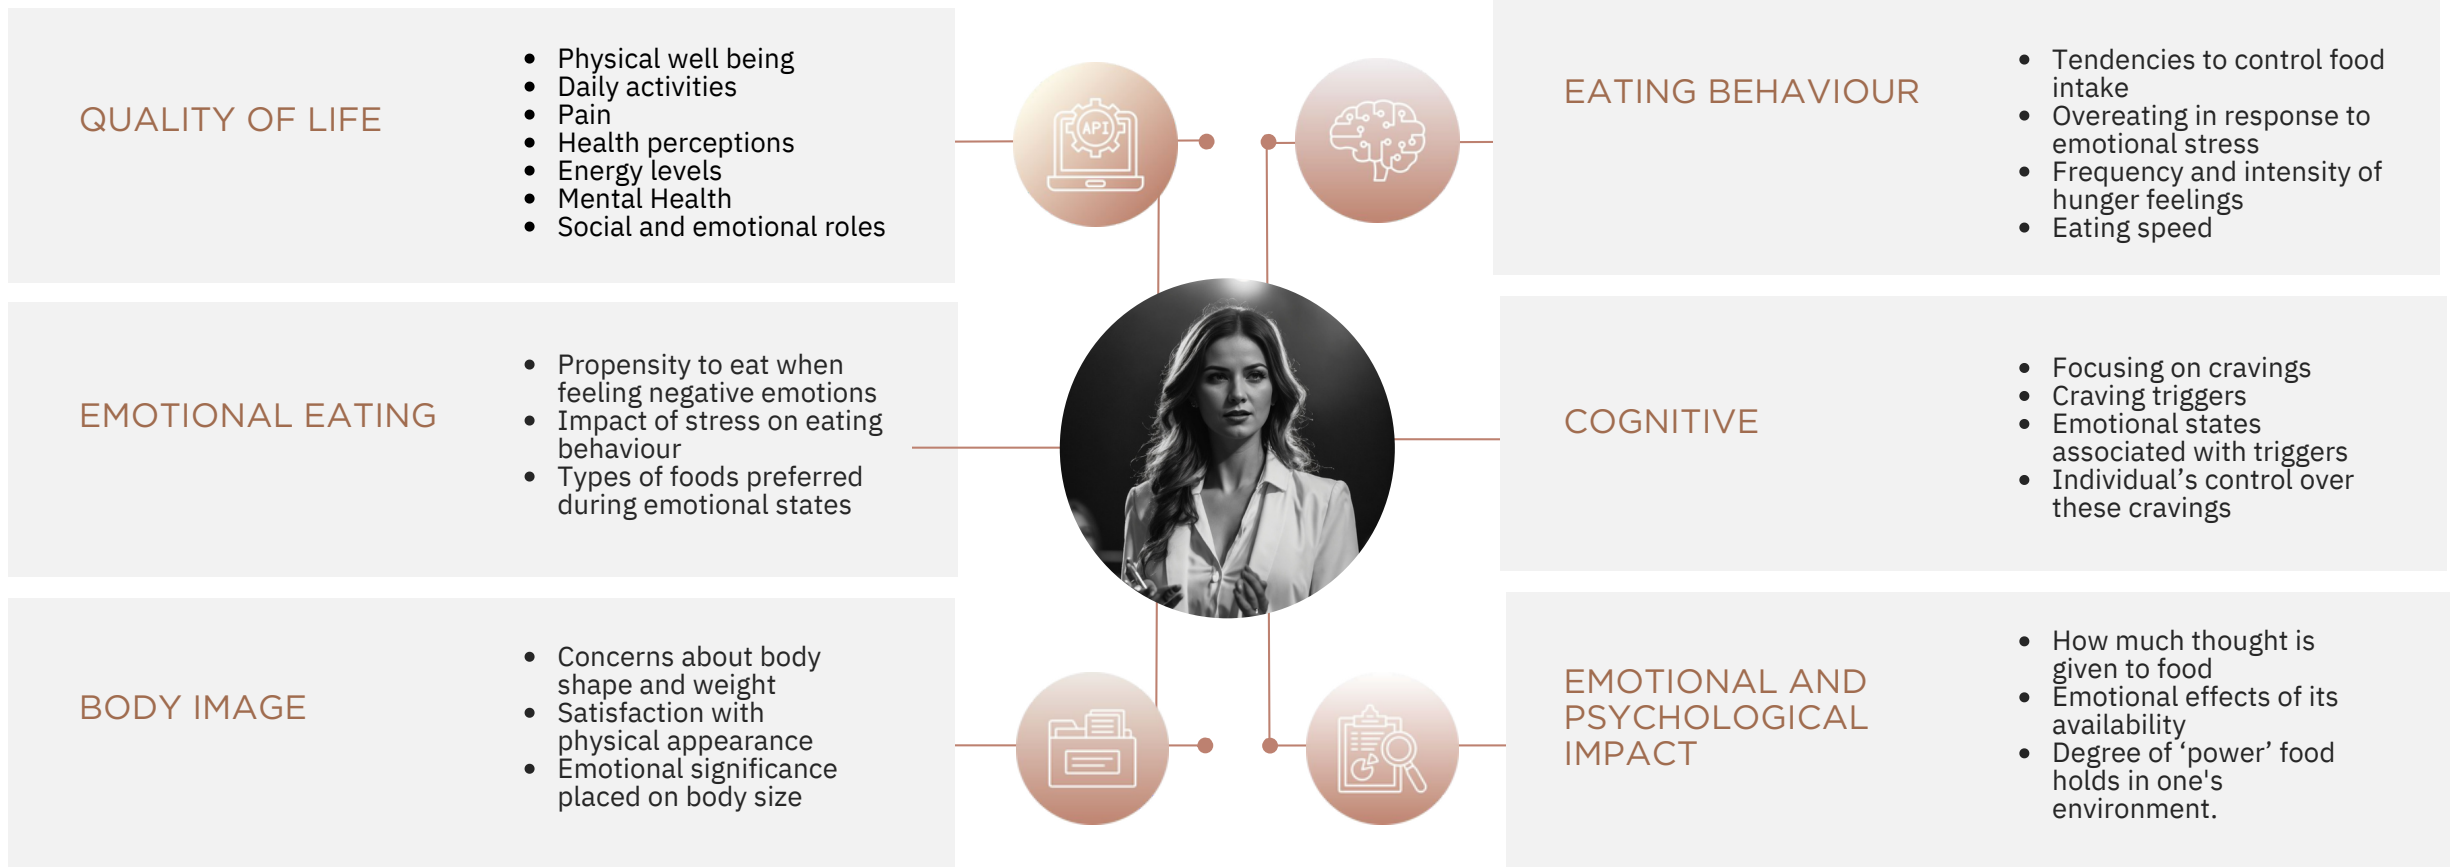 QUALITY OF LIFE
• Physical well being
• Daily activities
• Pain
• Health perceptions
• Energy levels
• Mental Health
• Social and emotional roles
EMOTIONAL EATING
• Propensity to eat when
feeling negative emotions
• Impact of stress on eating
behaviour
• Types of foods preferred
during emotional states
BODY IMAGE
• Concerns about body
shape and weight
• Satisfaction with
physical appearance
• Emotional significance
placed on body size
API
EATING BEHAVIOUR
• Tendencies to control food
intake
• Overeating in response to
emotional stress
• Frequency and intensity of
hunger feelings
• Eating speed
COGNITIVE
• Focusing on cravings
• Craving triggers
• Emotional states
associated with triggers
• Individual’s control over
these cravings
EMOTIONAL AND
PSYCHOLOGICAL
IMPACT
• How much thought is
given to food
• Emotional effects of its
availability
• Degree of ‘power’ food
holds in one's
environment.